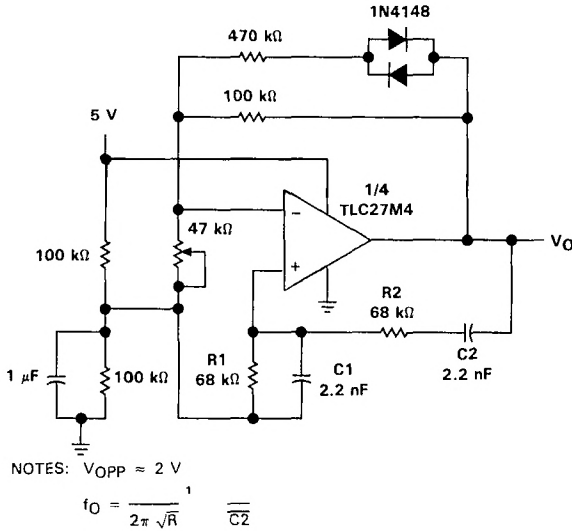 1N4148
470 kΩ
100 kΩ
5 V
1/4
TLC27M4
47 kΩ
−
+
100 kΩ
VO
R2
68 kΩ
C2
2.2 nF
R1
68 kΩ
C1
2.2 nF
1 μF
100 kΩ
NOTES: VOPP ≈ 2 V
fO = 1
2π √R C2